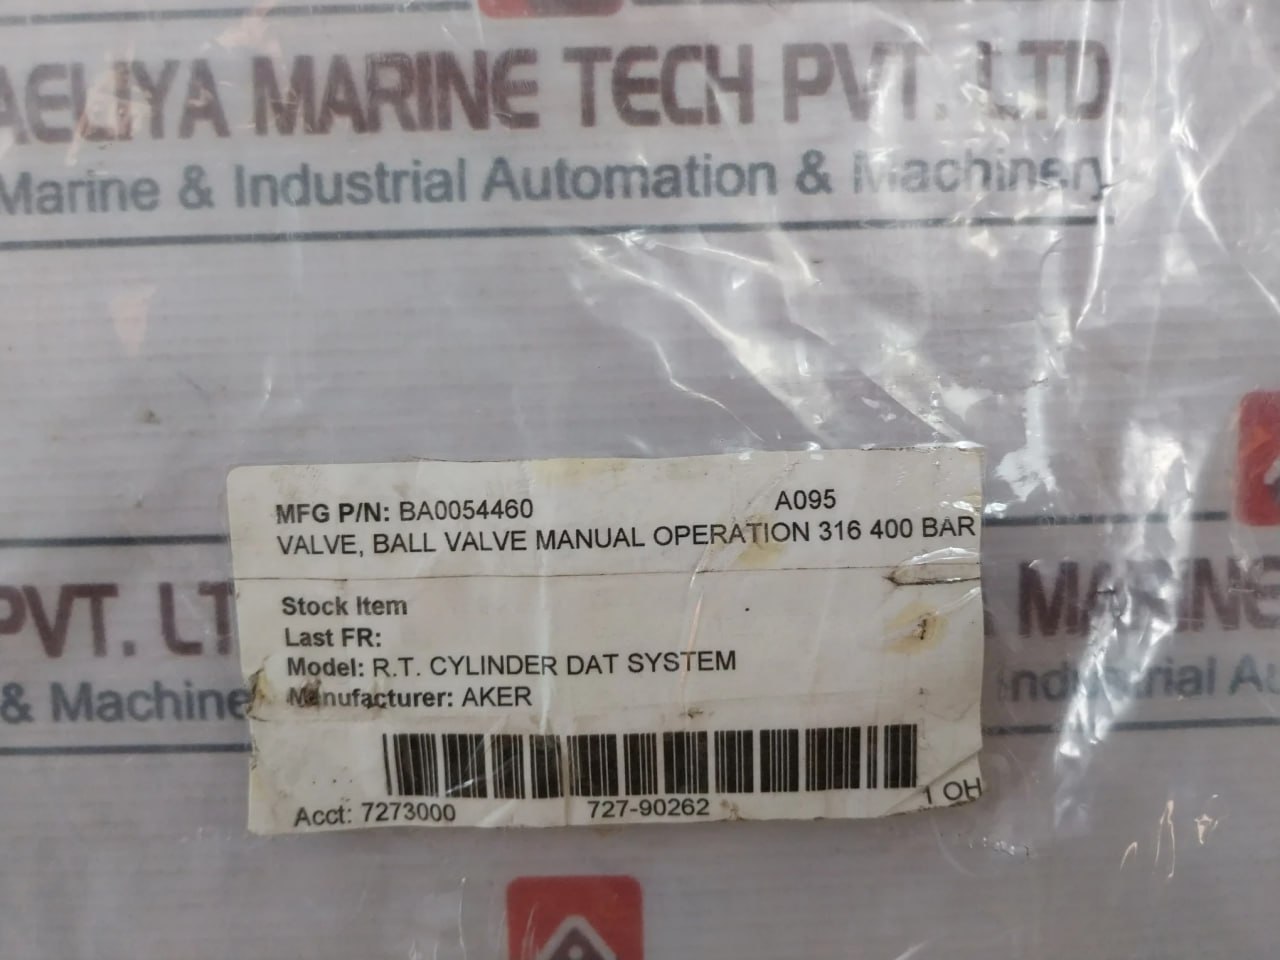 AELIYA MARINE TECH PVT. LTD.
Marine & Industrial Automation & Machinery
MFG P/N: BA0054460 A095
VALVE, BALL VALVE MANUAL OPERATION 316 400 BAR
PVT. LT
MARINE
Stock Item
Last FR:
Model: R.T. CYLINDER DAT SYSTEM
Manufacturer: AKER
& Machine
Industrial Au
Acct: 7273000 727-90262 1 OH